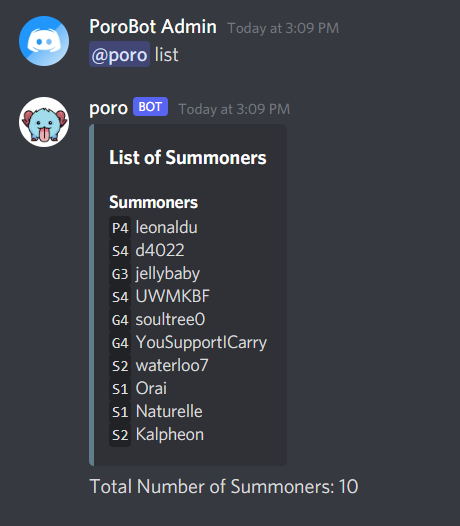 PoroBot Admin Today at 3:09 PM
@poro list
poro BOT Today at 3:09 PM
List of Summoners
Summoners
P4 leonaldu
S4 d4022
G3 jellybaby
S4 UWMKBF
G4 soultree0
G4 YouSupportICarry
S2 waterloo7
S1 Orai
S1 Naturelle
S2 Kalpheon
Total Number of Summoners: 10